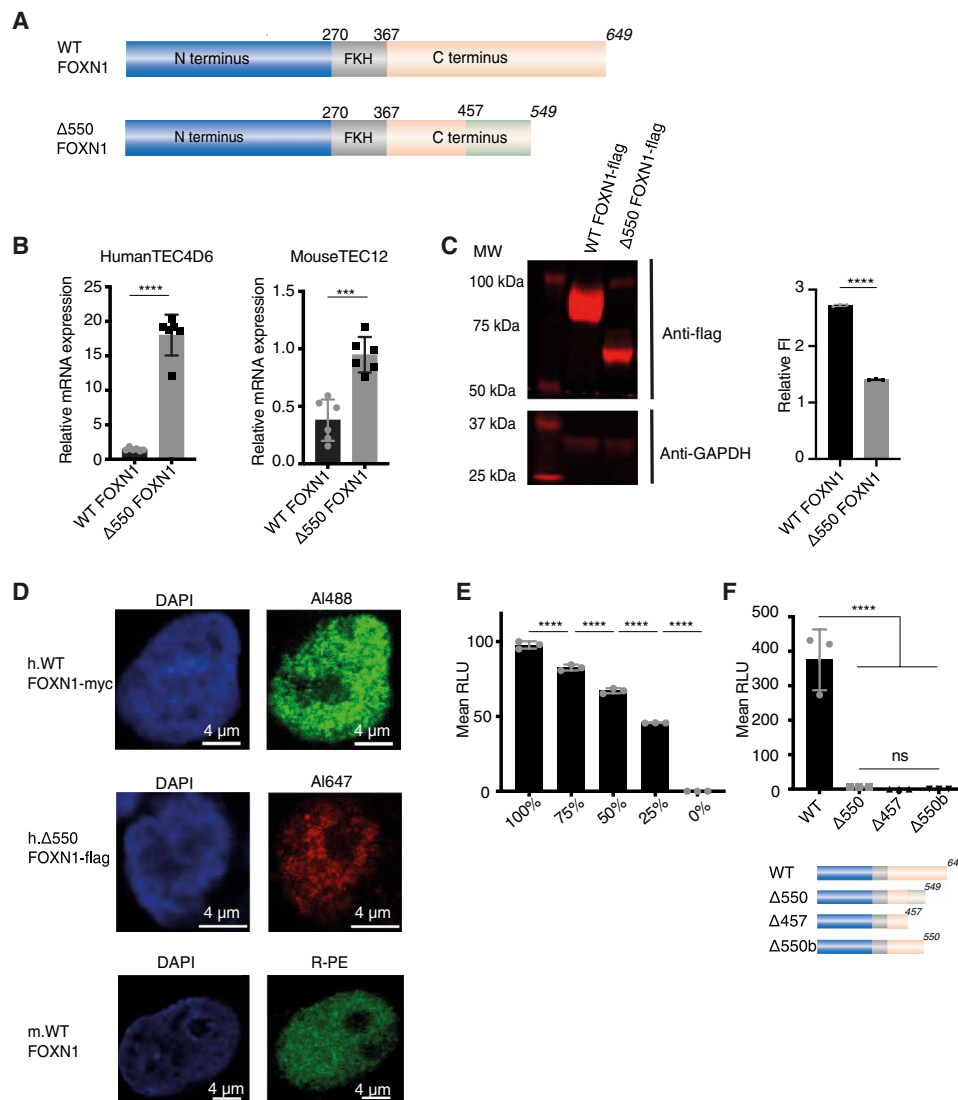 A
WT
FOXN1
270
367
649
N terminus
FKH
C terminus
Δ550
FOXN1
270
367
457
549
N terminus
FKH
C terminus
B
HumanTEC4D6
Relative mRNA expression
25
20
15
10
5
0
****
WT FOXN1
Δ550 FOXN1
MouseTEC12
Relative mRNA expression
1.5
1.0
0.5
0.0
***
WT FOXN1
Δ550 FOXN1
C
MW
WT FOXN1-flag
Δ550 FOXN1-flag
100 kDa
75 kDa
50 kDa
37 kDa
25 kDa
Anti-flag
Anti-GAPDH
Relative FI
3
2
1
0
****
WT FOXN1
Δ550 FOXN1
D
DAPI
Al488
h.WT
FOXN1-myc
4 µm
4 µm
DAPI
Al647
h.Δ550
FOXN1-flag
4 µm
4 µm
DAPI
R-PE
m.WT
FOXN1
4 µm
4 µm
E
Mean RLU
100
50
0
**** **** **** ****
100%
75%
50%
25%
0%
F
Mean RLU
500
400
300
200
100
0
****
ns
WT
Δ550
Δ457
Δ550b
WT
64
Δ550
549
Δ457
457
Δ550b
550